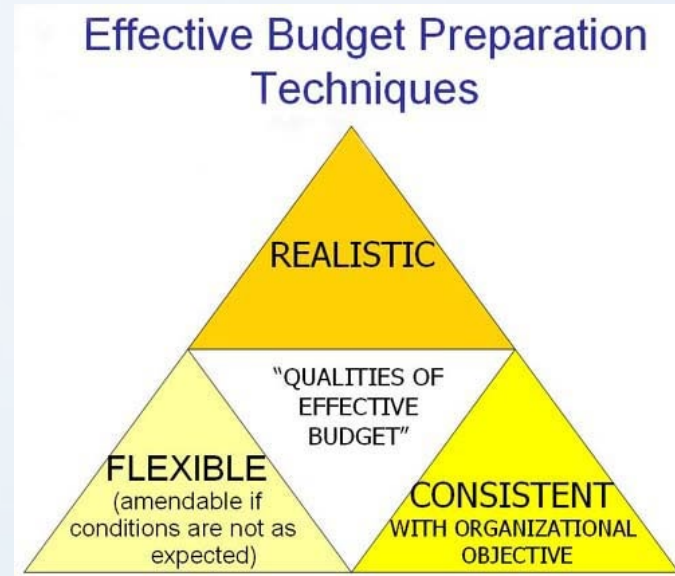 Effective Budget Preparation
Techniques
REALISTIC
"QUALITIES OF
EFFECTIVE
BUDGET"
FLEXIBLE
(amendable if
conditions are not as
expected)
CONSISTENT
WITH ORGANIZATIONAL
OBJECTIVE